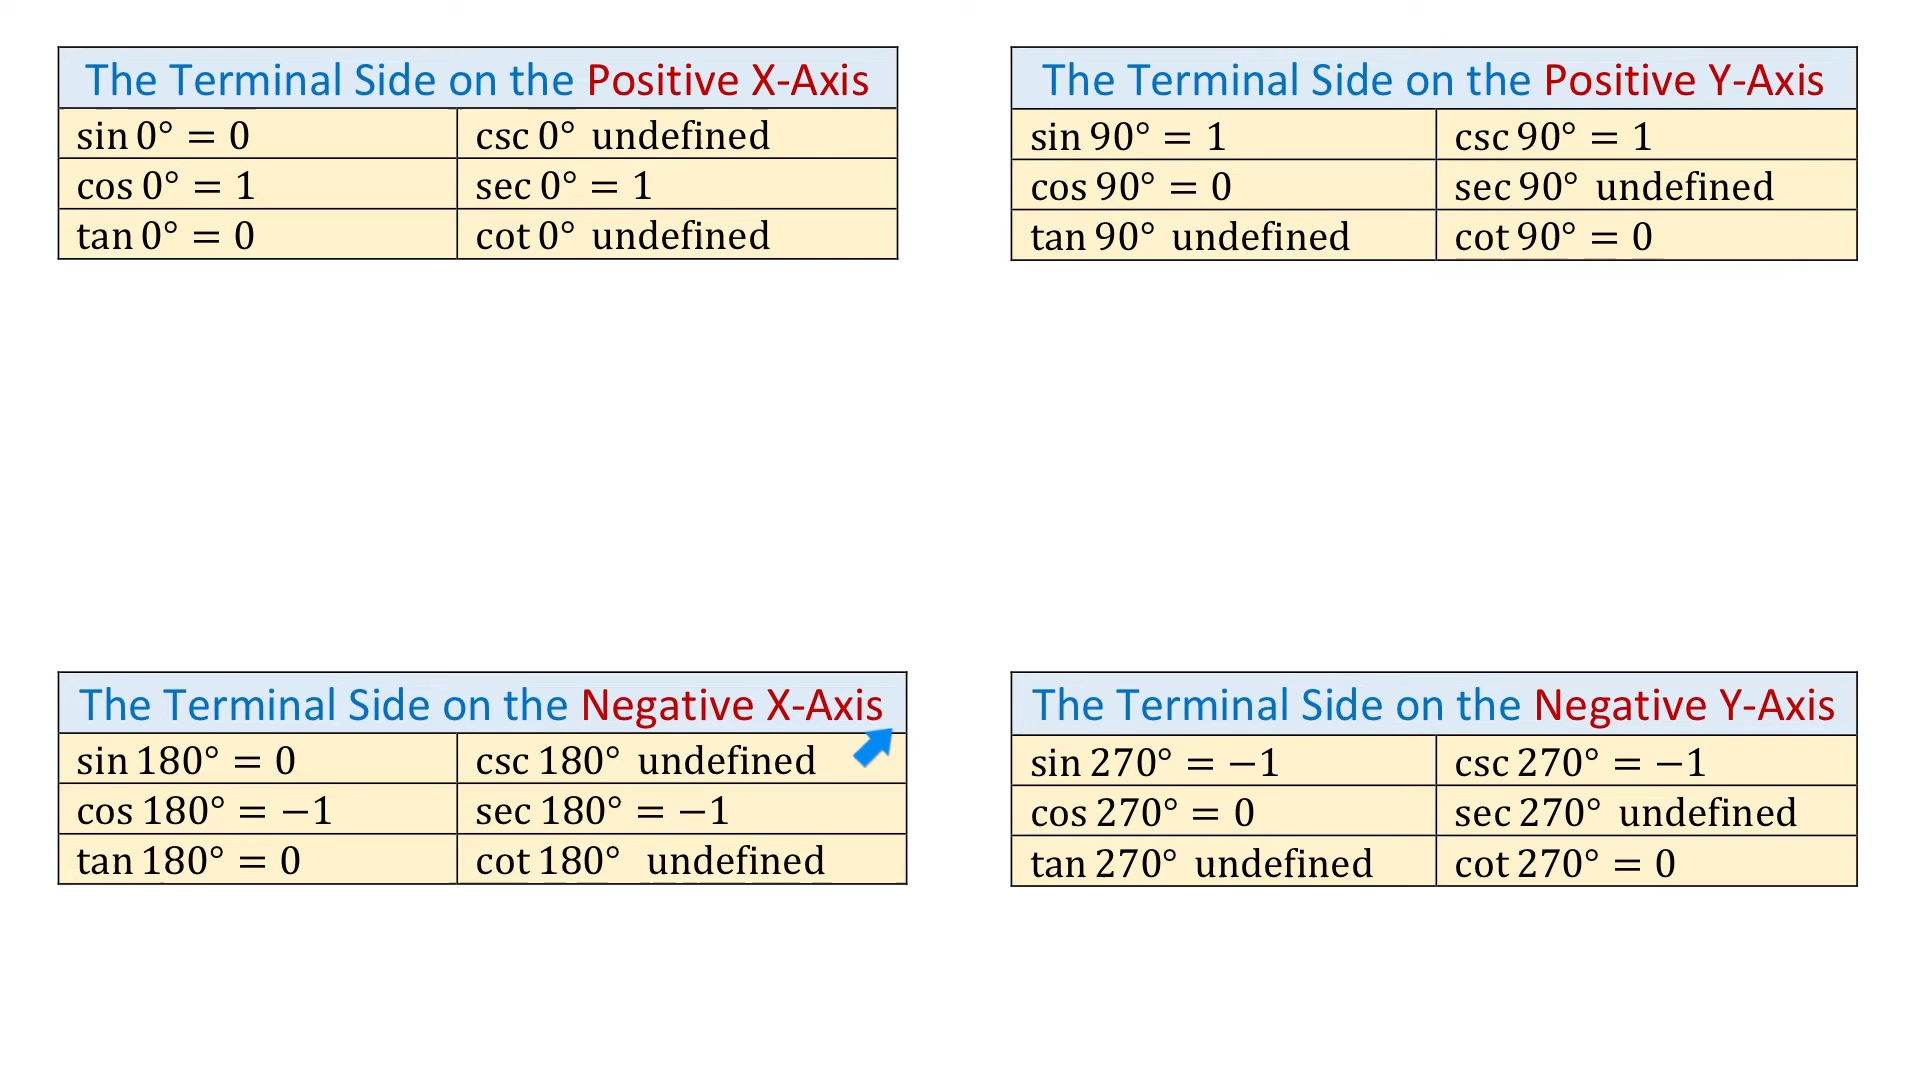 The Terminal Side on the Positive X-Axis
sin 0° = 0 csc 0° undefined
cos 0° = 1 sec 0° = 1
tan 0° = 0 cot 0° undefined
The Terminal Side on the Positive Y-Axis
sin 90° = 1 csc 90° = 1
cos 90° = 0 sec 90° undefined
tan 90° undefined cot 90° = 0
The Terminal Side on the Negative X-Axis
sin 180° = 0 csc 180° undefined
cos 180° = −1 sec 180° = −1
tan 180° = 0 cot 180° undefined
The Terminal Side on the Negative Y-Axis
sin 270° = −1 csc 270° = −1
cos 270° = 0 sec 270° undefined
tan 270° undefined cot 270° = 0